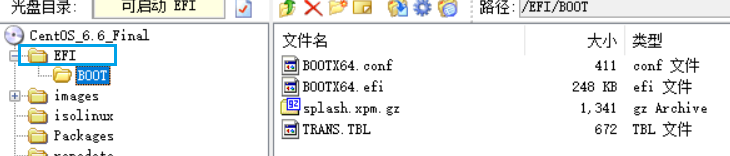 光盘目录: 可启动 EFI 路径: /EFI/BOOT
CentOS_6.6_Final
EFI
BOOT
images
isolinux
Packages
文件名 大小 类型
BOOTX64.conf 411 conf 文件
BOOTX64.efi 248 KB efi 文件
splash.xpm.gz 1,341 gz Archive
TRANS.TBL 672 TBL 文件